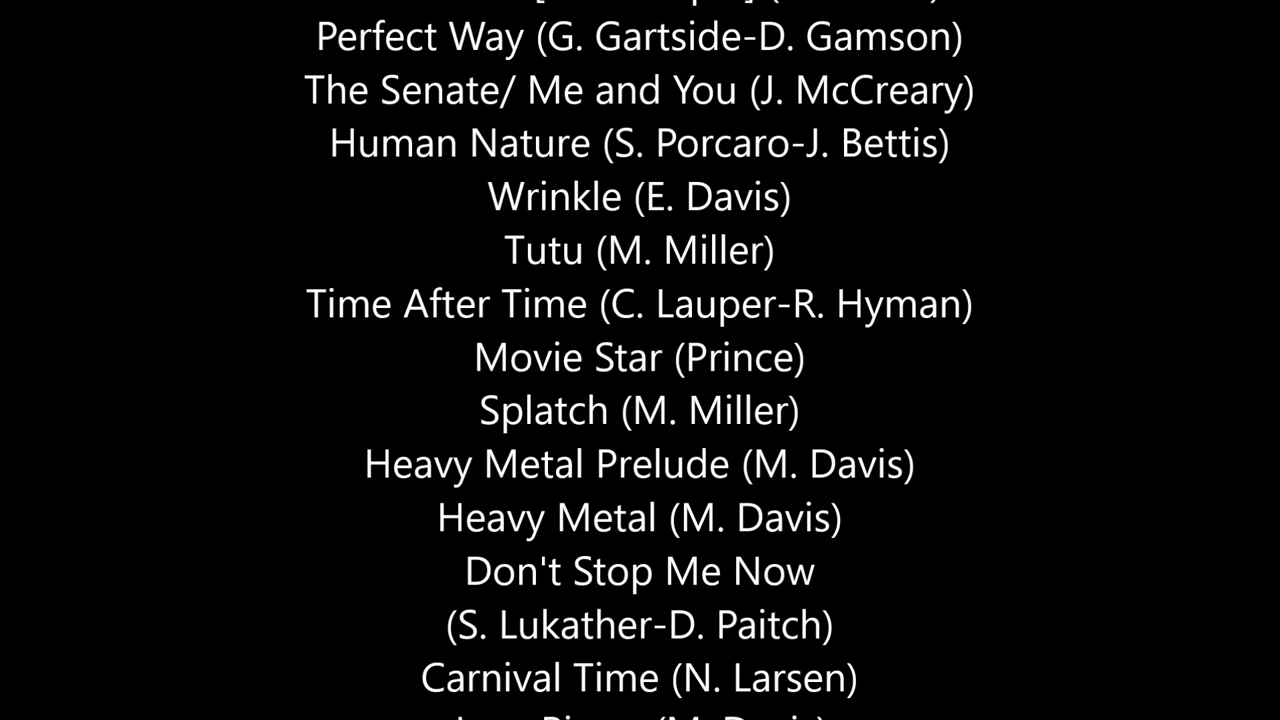 Perfect Way (G. Gartside-D. Gamson)
The Senate/ Me and You (J. McCreary)
Human Nature (S. Porcaro-J. Bettis)
Wrinkle (E. Davis)
Tutu (M. Miller)
Time After Time (C. Lauper-R. Hyman)
Movie Star (Prince)
Splatch (M. Miller)
Heavy Metal Prelude (M. Davis)
Heavy Metal (M. Davis)
Don't Stop Me Now
(S. Lukather-D. Paitch)
Carnival Time (N. Larsen)